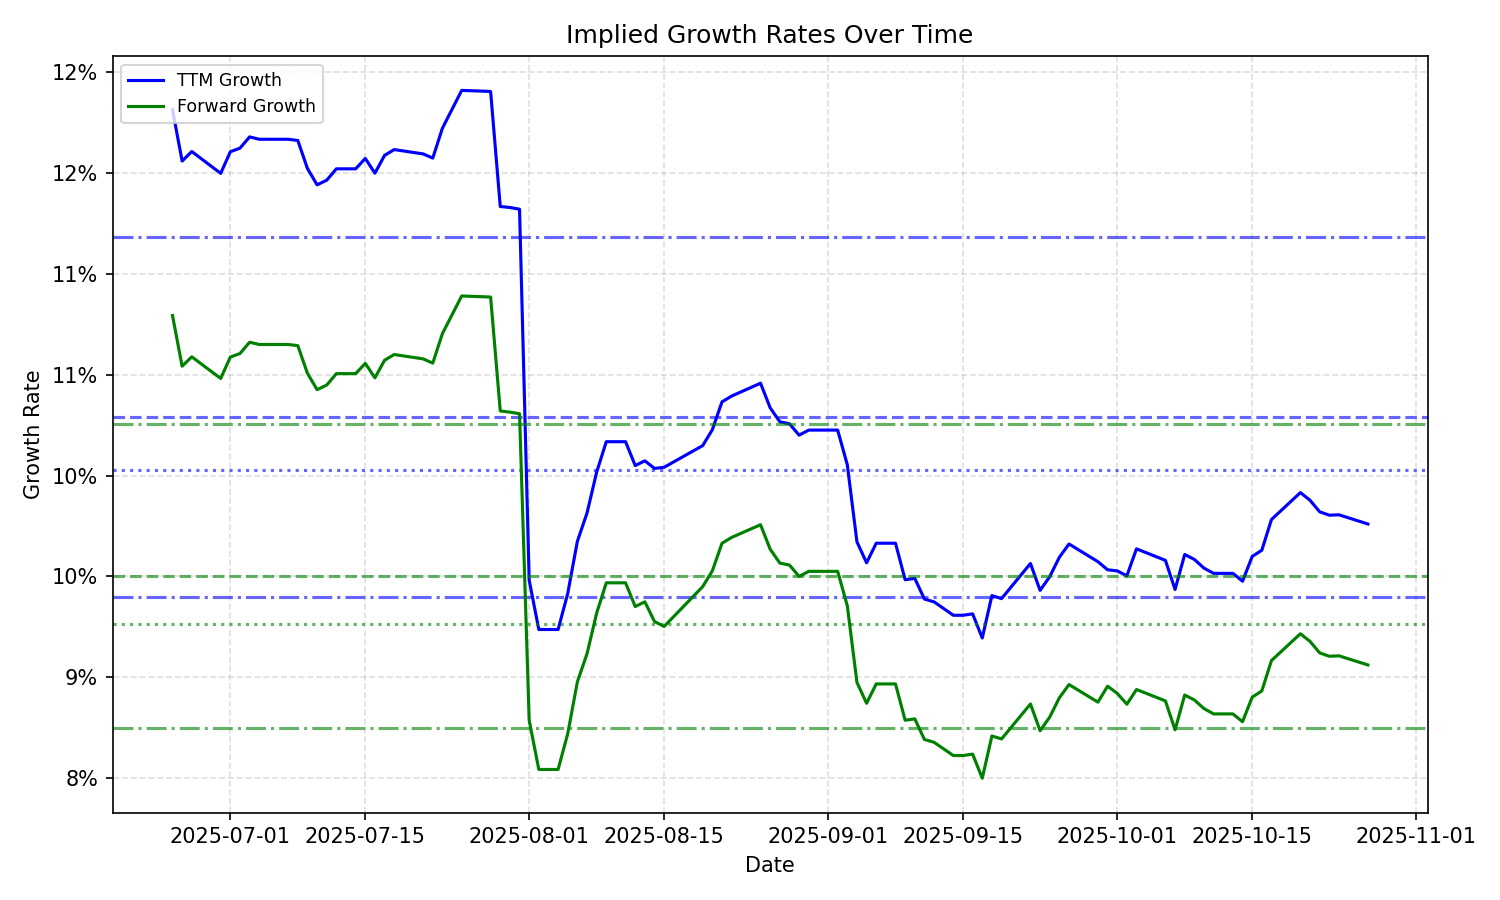 Implied Growth Rates Over Time
TTM Growth
Forward Growth
12%
12%
11%
11%
10%
10%
9%
8%
Growth Rate
2025-07-01 2025-07-15 2025-08-01 2025-08-15 2025-09-01 2025-09-15 2025-10-01 2025-10-15 2025-11-01
Date